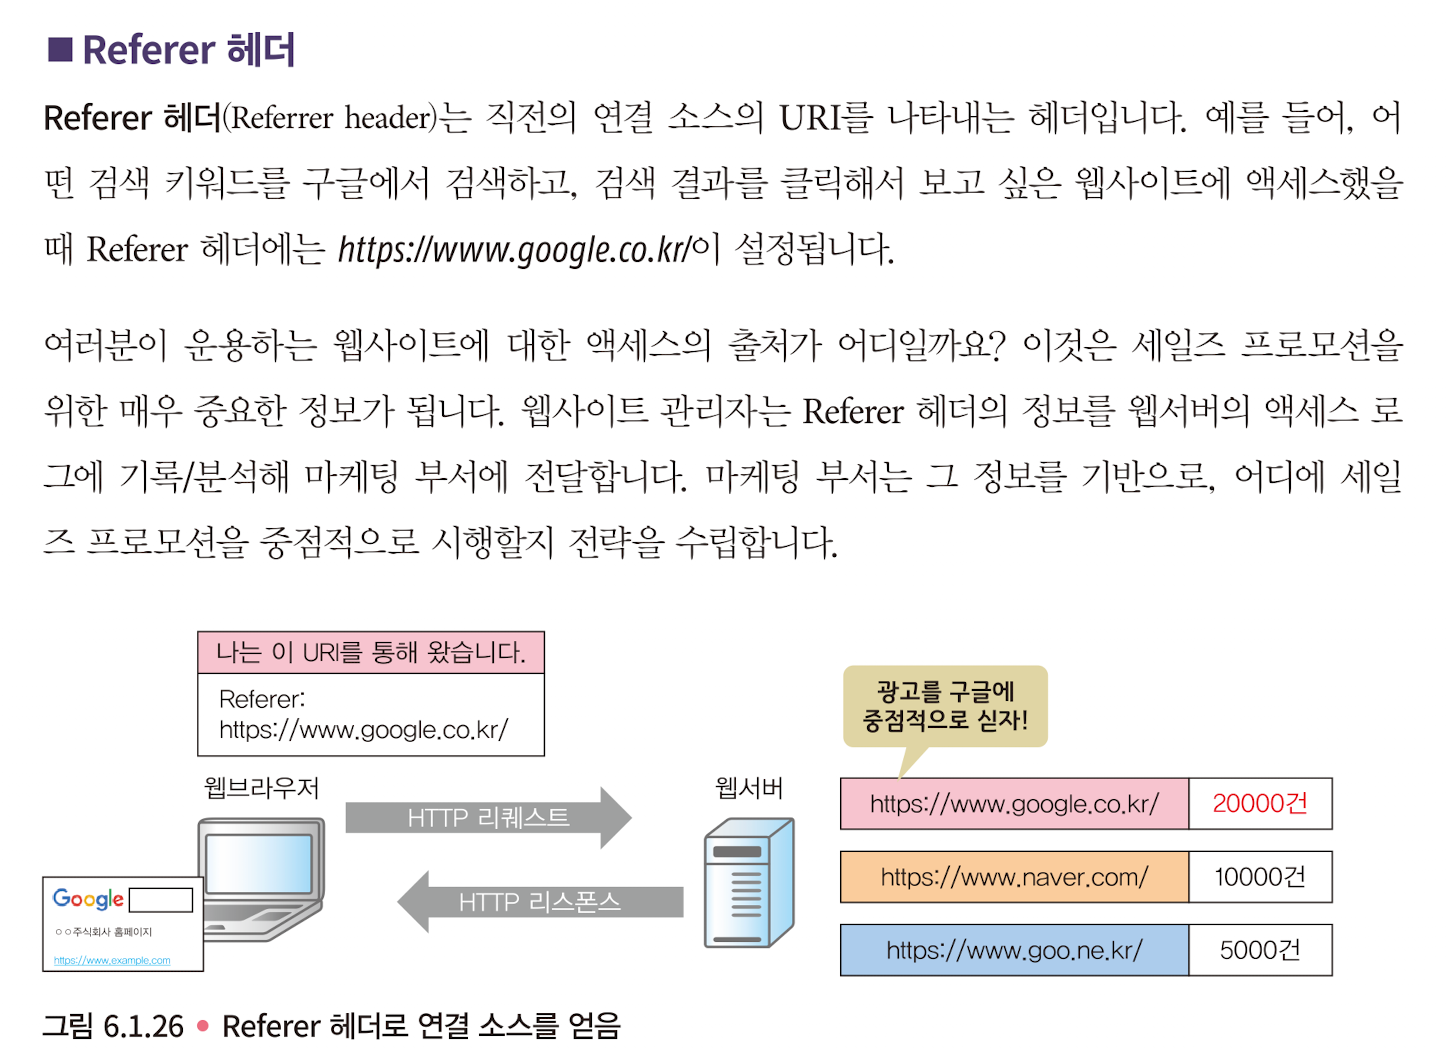 ■ Referer 헤더
Referer 헤더(Referrer header)는 직전의 연결 소스의 URI를 나타내는 헤더입니다. 예를 들어, 어
떤 검색 키워드를 구글에서 검색하고, 검색 결과를 클릭해서 보고 싶은 웹사이트에 액세스했을
때 Referer 헤더에는 https://www.google.co.kr/이 설정됩니다.
여러분이 운용하는 웹사이트에 대한 액세스의 출처가 어디일까요? 이것은 세일즈 프로모션을
위한 매우 중요한 정보가 됩니다. 웹사이트 관리자는 Referer 헤더의 정보를 웹서버의 액세스 로
그에 기록/분석해 마케팅 부서에 전달합니다. 마케팅 부서는 그 정보를 기반으로, 어디에 세일
즈 프로모션을 중점적으로 시행할지 전략을 수립합니다.
나는 이 URI를 통해 왔습니다.
Referer:
https://www.google.co.kr/
웹브라우저
HTTP 리퀘스트
HTTP 리스폰스
Google
○○주식회사 홈페이지
https://www.example.com
웹서버
광고를 구글에
중점적으로 싣자!
https://www.google.co.kr/ 20000건
https://www.naver.com/ 10000건
https://www.goo.ne.kr/ 5000건
그림 6.1.26 • Referer 헤더로 연결 소스를 얻음